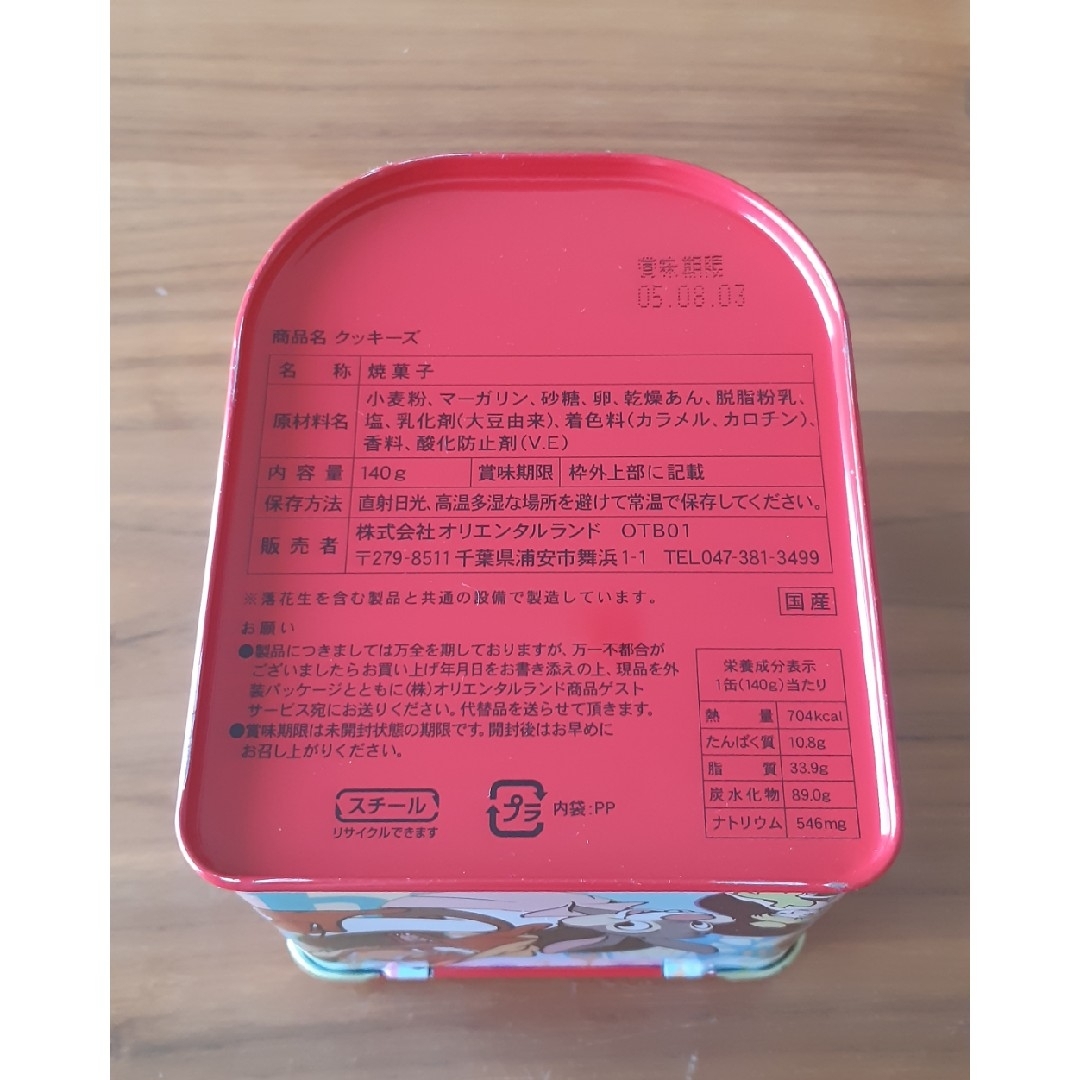 賞味期限
05.08.03
商品名 クッキーズ
名称 焼菓子
原材料名 小麦粉、マーガリン、砂糖、卵、乾燥あん、脱脂粉乳、
塩、乳化剤(大豆由来)、着色料(カラメル、カロチン)、
香料、酸化防止剤(V.E)
内容量 140g 賞味期限 枠外上部に記載
保存方法 直射日光、高温多湿な場所を避けて常温で保存してください。
販売者 株式会社オリエンタルランド OTB01
〒279-8511 千葉県浦安市舞浜1-1 TEL047-381-3499
※落花生を含む製品と共通の設備で製造しています。
国産
お願い
●製品につきましては万全を期しておりますが、万一不都合が
ございましたらお買い上げ年月日をお書き添えの上、現品を外
装パッケージとともに(株)オリエンタルランド商品ゲスト
サービス宛にお送りください。代替品を送らせて頂きます。
●賞味期限は未開封状態の期限です。開封後はお早めに
お召し上がりください。
栄養成分表示
1缶(140g)当たり
熱量 704kcal
たんぱく質 10.8g
脂質 33.9g
炭水化物 89.0g
ナトリウム 546mg
スチール
リサイクルできます
プラ
内袋:PP